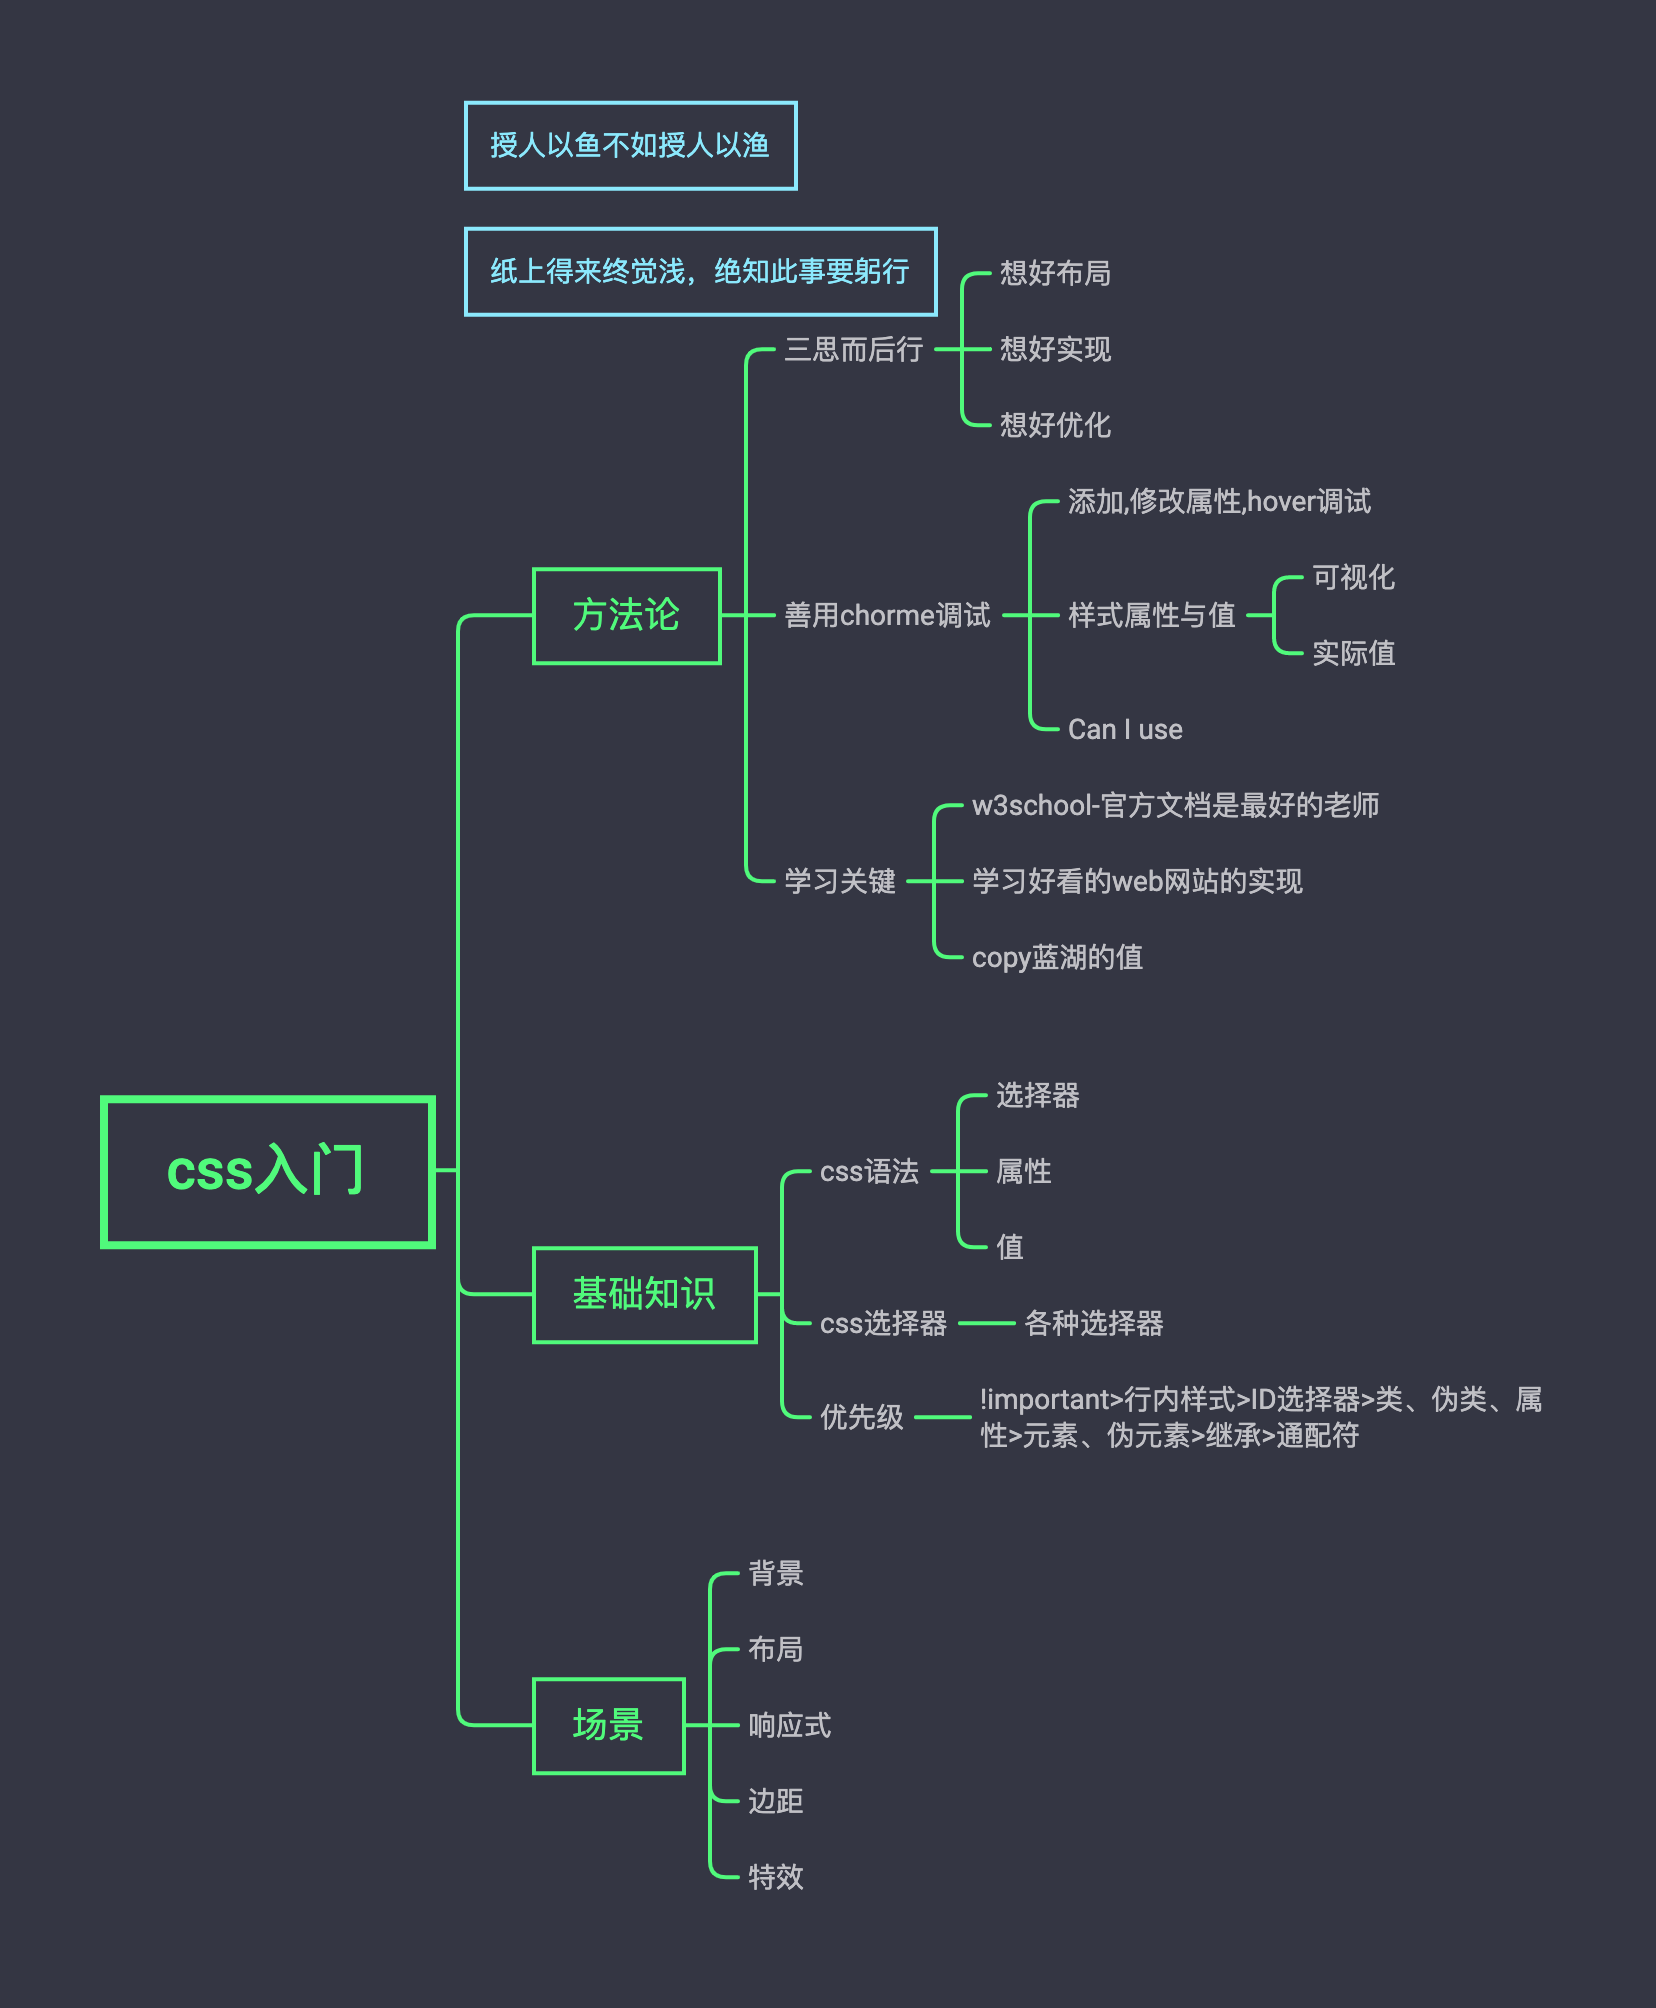 授人以鱼不如授人以渔
纸上得来终觉浅，绝知此事要躬行
css入门
方法论
三思而后行
想好布局
想好实现
想好优化
善用chorme调试
添加,修改属性,hover调试
样式属性与值
可视化
实际值
Can I use
学习关键
w3school-官方文档是最好的老师
学习好看的web网站的实现
copy蓝湖的值
基础知识
css语法
选择器
属性
值
css选择器
各种选择器
优先级
!important>行内样式>ID选择器>类、伪类、属
性>元素、伪元素>继承>通配符
场景
背景
布局
响应式
边距
特效